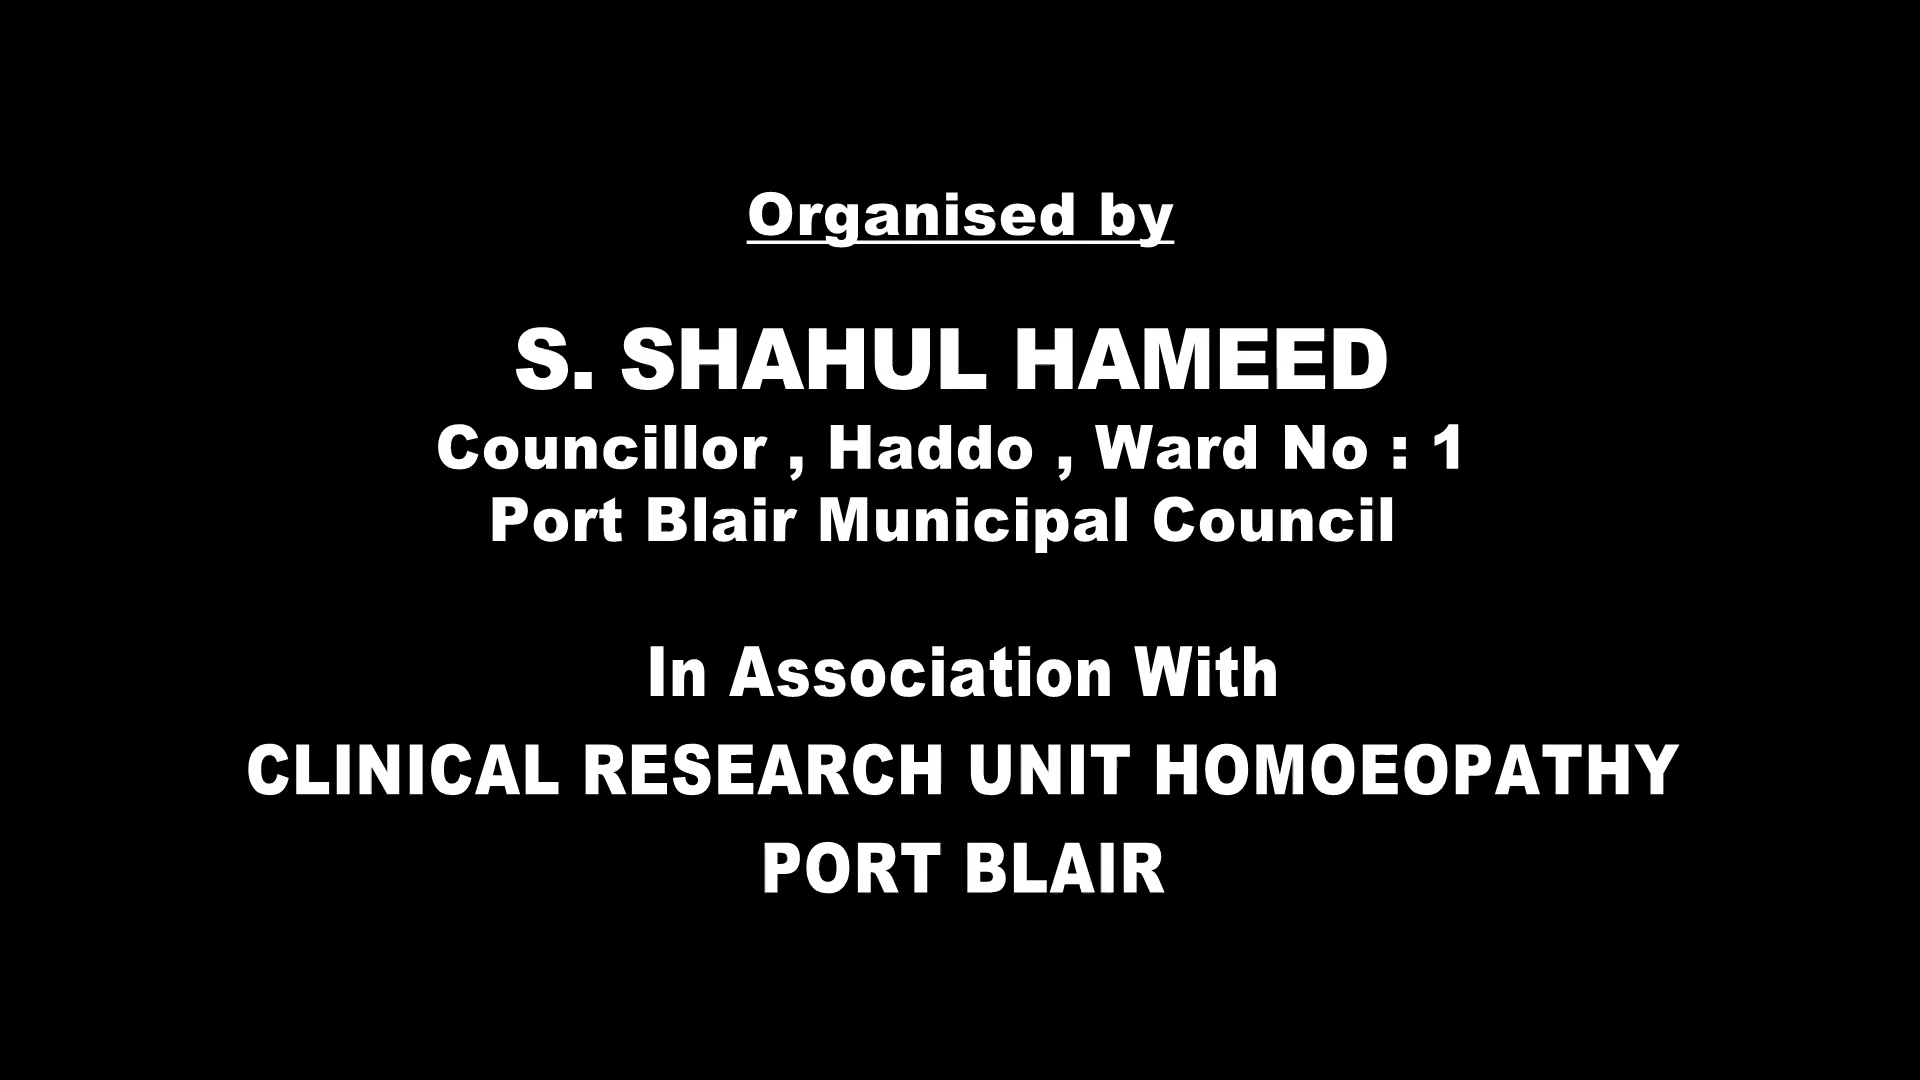 Organised by
S. SHAHUL HAMEED
Councillor , Haddo , Ward No : 1
Port Blair Municipal Council
In Association With
CLINICAL RESEARCH UNIT HOMOEOPATHY
PORT BLAIR